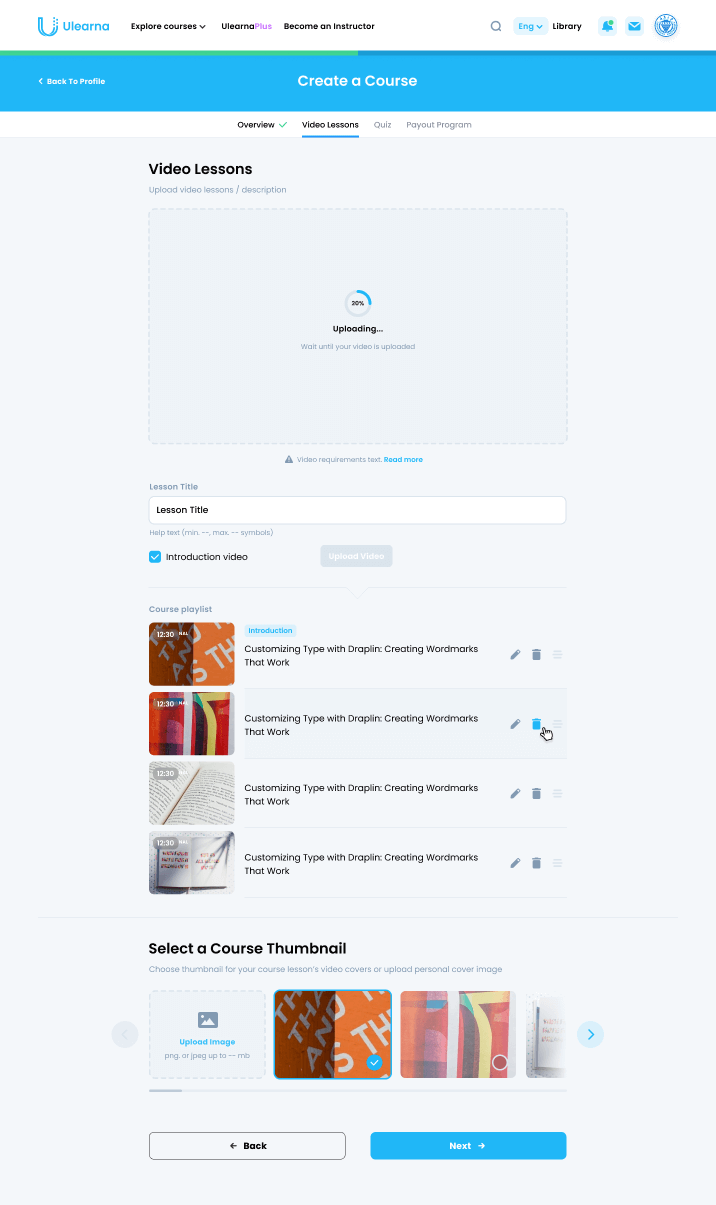 Ulearna
Explore courses
UlearnaPlus
Become an Instructor
Eng
Library
Back To Profile
Create a Course
Overview
Video Lessons
Quiz
Payout Program
Video Lessons
Upload video lessons / description
20%
Uploading...
Wait until your video is uploaded
Video requirements text. Read more
Lesson Title
Lesson Title
Help text (min. --, max. -- symbols)
Introduction video
Upload Video
Course playlist
12:30
Introduction
Customizing Type with Draplin: Creating Wordmarks
That Work
12:30
Customizing Type with Draplin: Creating Wordmarks
That Work
12:30
Customizing Type with Draplin: Creating Wordmarks
That Work
12:30
Customizing Type with Draplin: Creating Wordmarks
That Work
Select a Course Thumbnail
Choose thumbnail for your course lesson's video covers or upload personal cover image
Upload Image
png. or jpeg up to -- mb
Back
Next